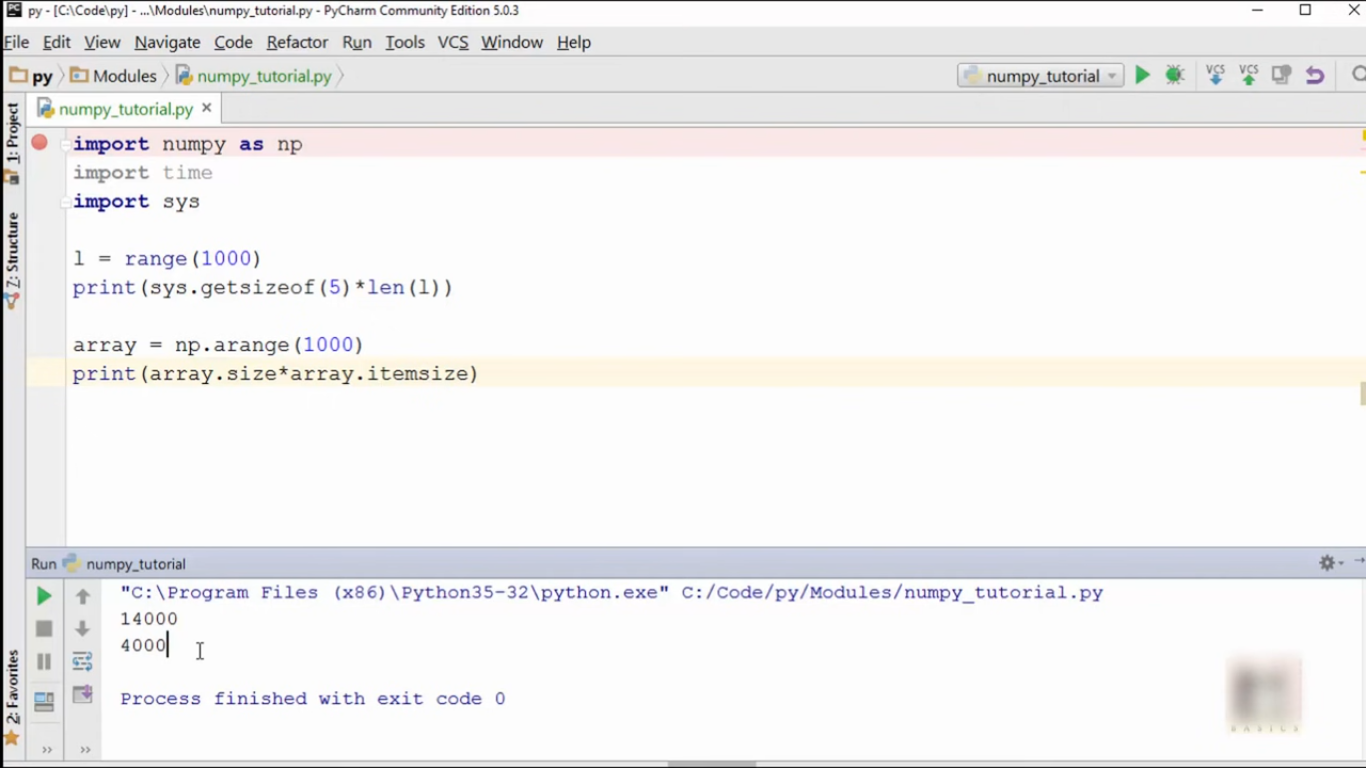 py - [C:\Code\py] - ...\Modules\numpy_tutorial.py - PyCharm Community Edition 5.0.3
File Edit View Navigate Code Refactor Run Tools VCS Window Help
py Modules numpy_tutorial.py numpy_tutorial VCS VCS
numpy_tutorial.py
1: Project
Z: Structure
2: Favorites
import numpy as np
import time
import sys
l = range(1000)
print(sys.getsizeof(5)*len(l))
array = np.arange(1000)
print(array.size*array.itemsize)
Run numpy_tutorial
"C:\Program Files (x86)\Python35-32\python.exe" C:/Code/py/Modules/numpy_tutorial.py
14000
4000
Process finished with exit code 0
BASICS